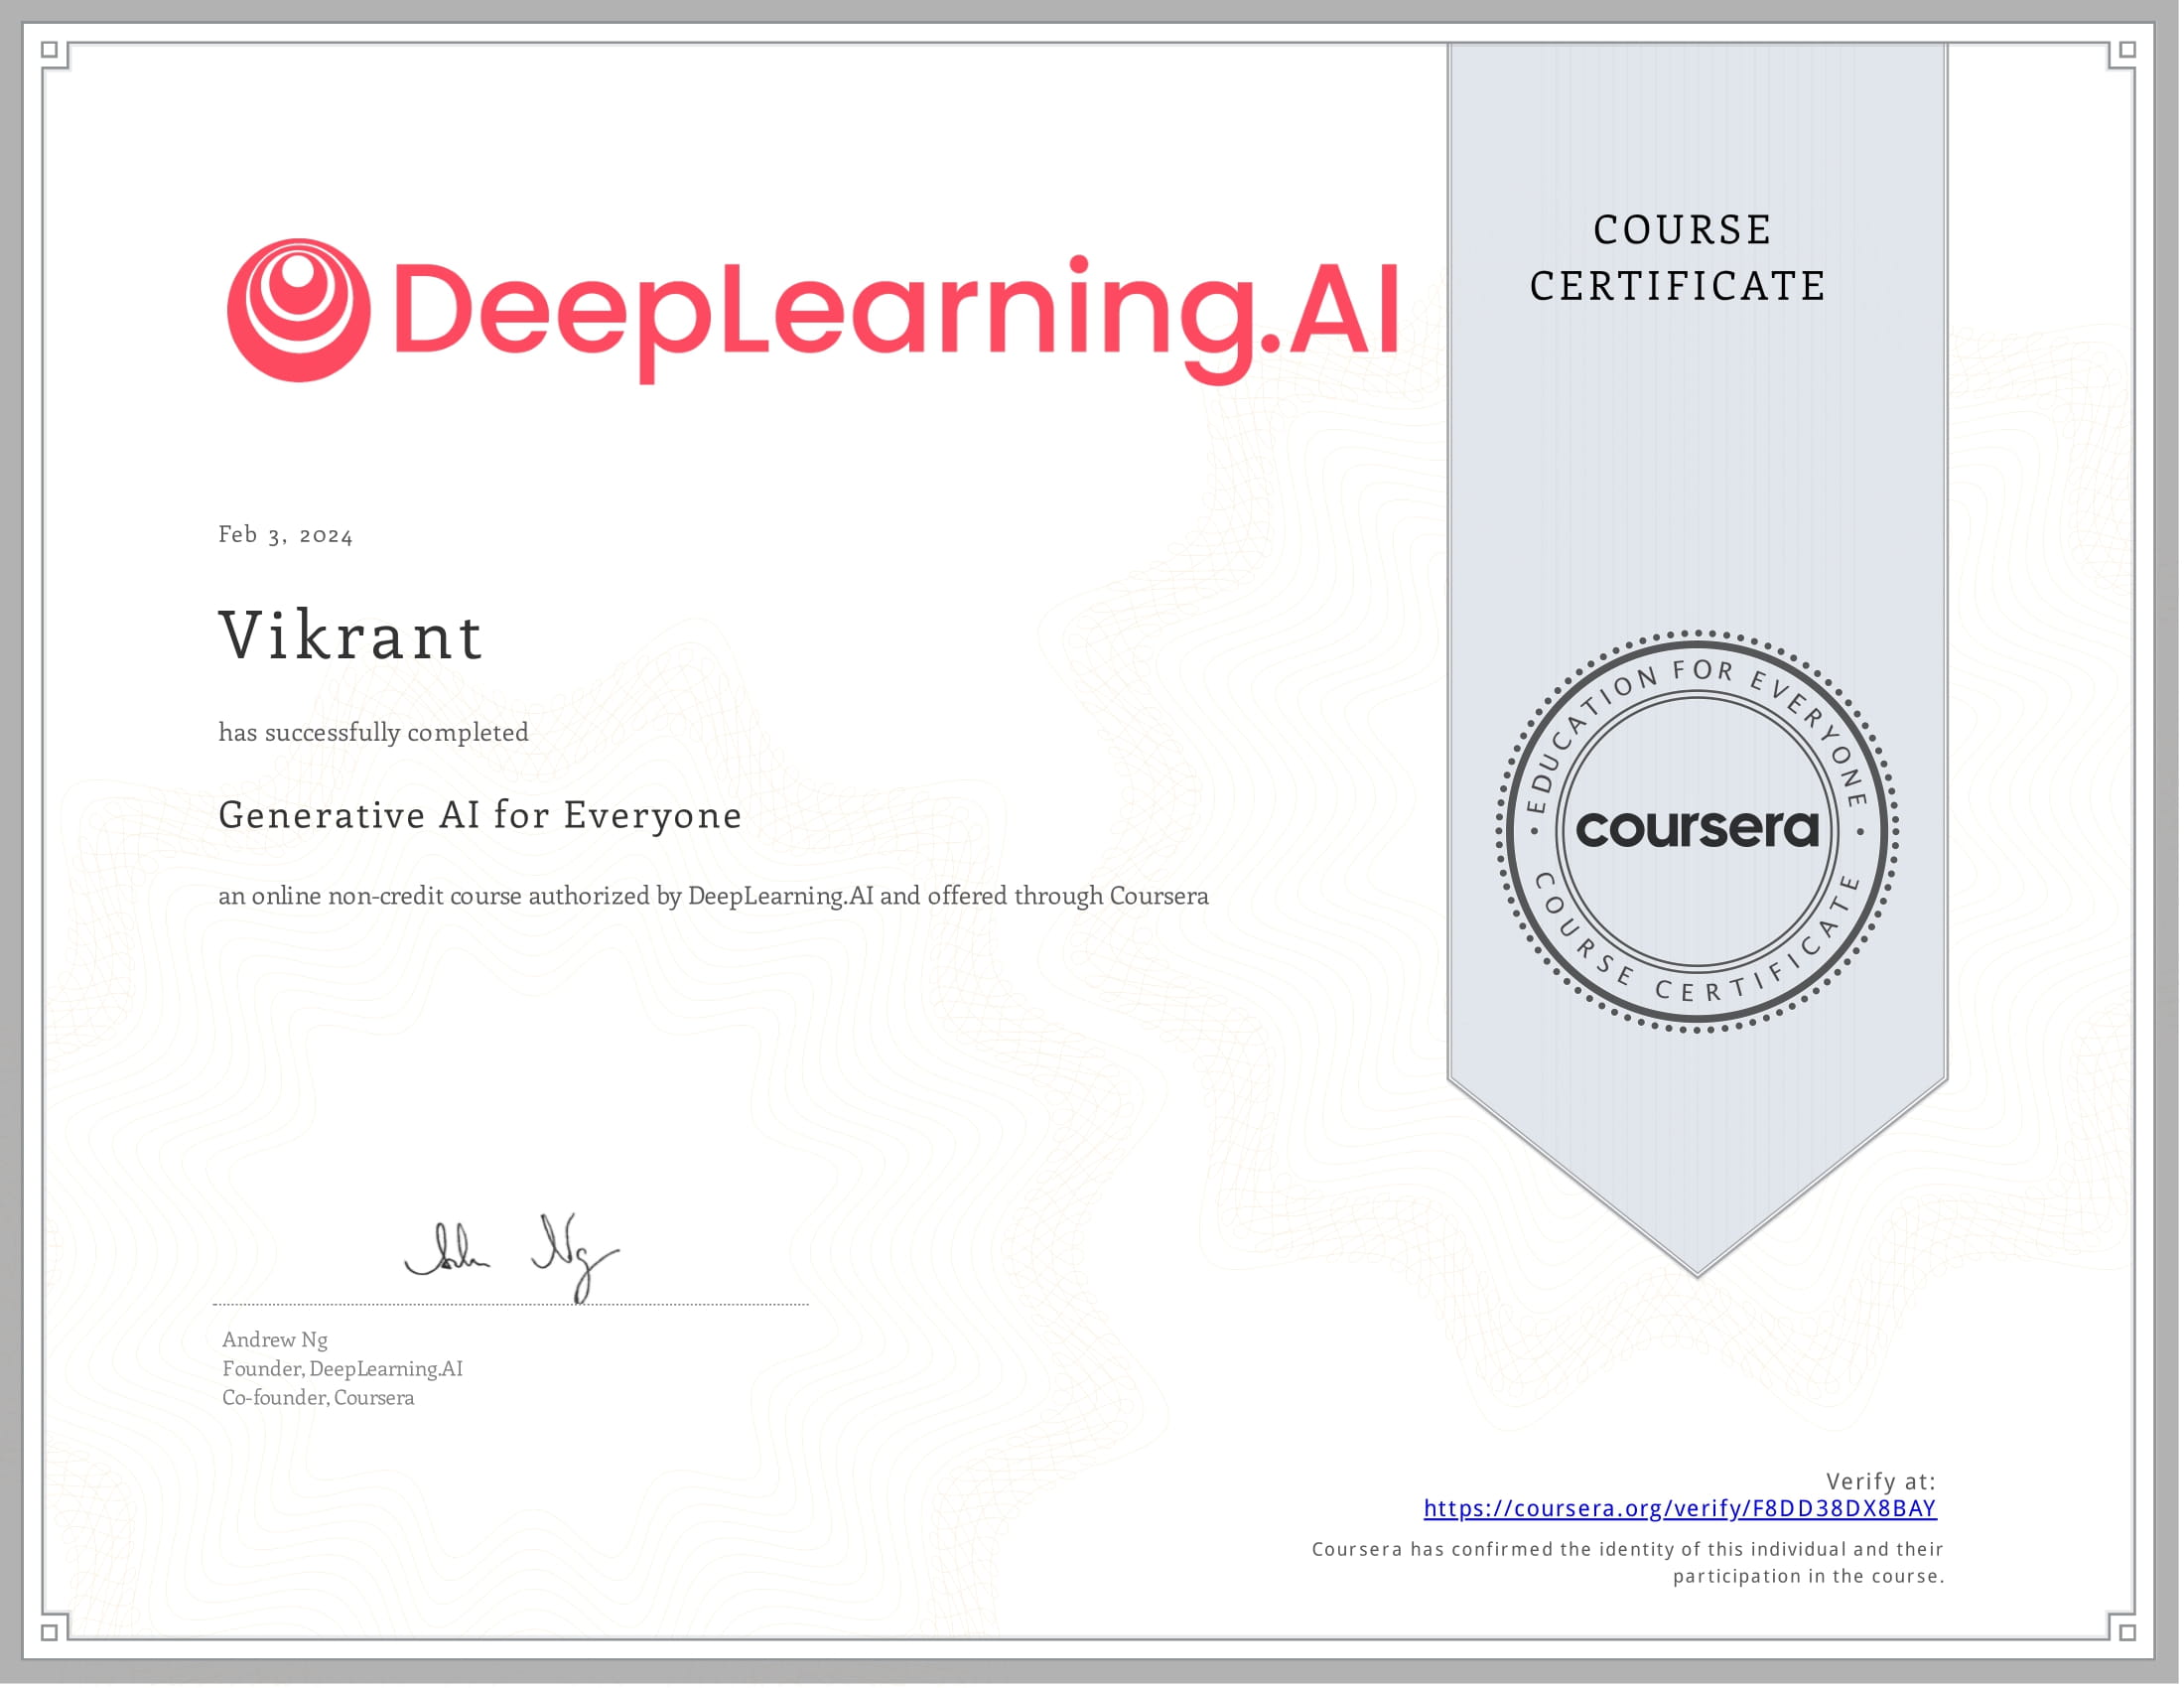 DeepLearning.AI
COURSE
CERTIFICATE
Feb 3, 2024
Vikrant
has successfully completed
Generative AI for Everyone
an online non-credit course authorized by DeepLearning.AI and offered through Coursera
EDUCATION FOR EVERYONE
coursera
COURSE CERTIFICATE
Andrew Ng
Founder, DeepLearning.AI
Co-founder, Coursera
Verify at:
https://coursera.org/verify/F8DD38DX8BAY
Coursera has confirmed the identity of this individual and their
participation in the course.